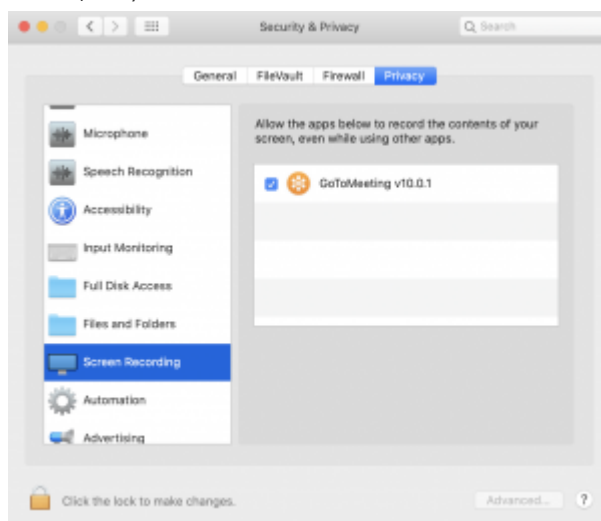 Security & Privacy
Search
General FileVault Firewall Privacy
Microphone
Speech Recognition
Accessibility
Input Monitoring
Full Disk Access
Files and Folders
Screen Recording
Automation
Advertising
Allow the apps below to record the contents of your
screen, even while using other apps.
GoToMeeting v10.0.1
Click the lock to make changes.
Advanced...
?